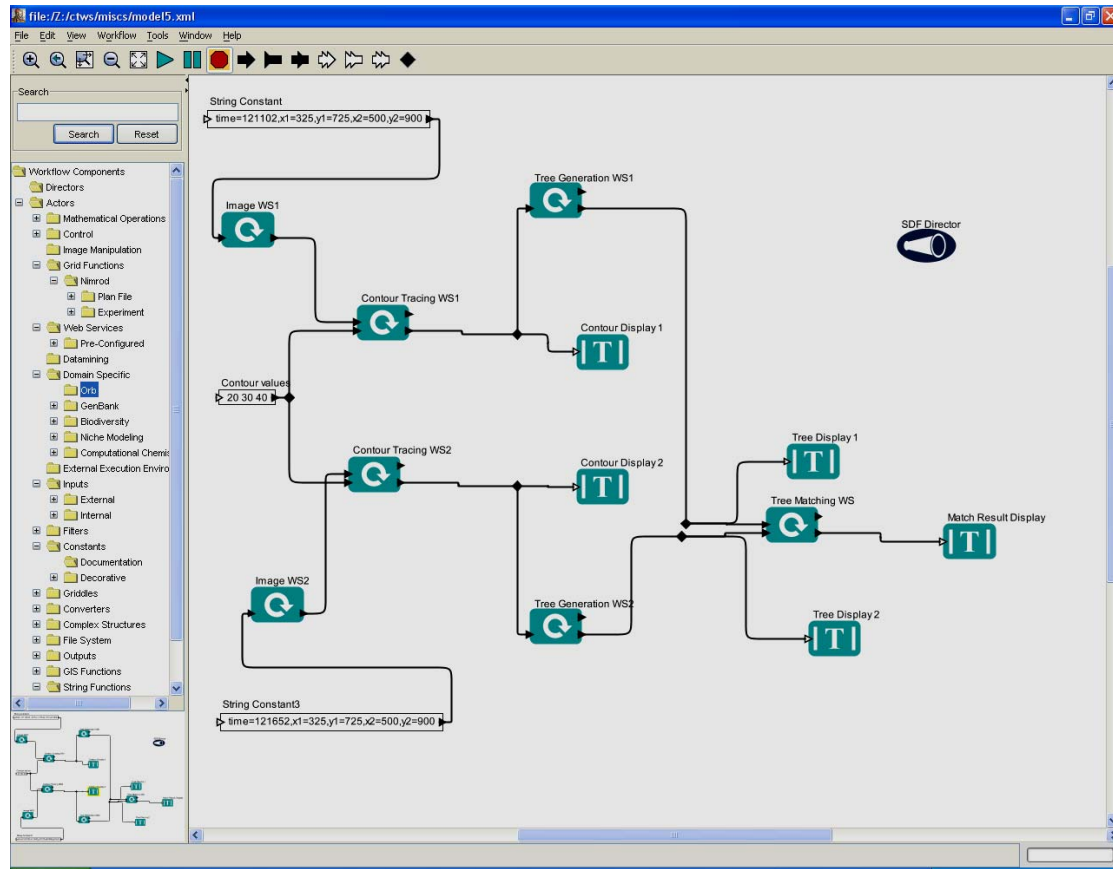 file:/Z:/ctws/miscs/model5.xml
File Edit View Workflow Tools Window Help
Search
Search Reset
Workflow Components
Directors
Actors
Mathematical Operations
Control
Image Manipulation
Grid Functions
Nimrod
Plan File
Experiment
Web Services
Pre-Configured
Datamining
Domain Specific
Orb
GenBank
Biodiversity
Niche Modeling
Computational Chemis
External Execution Enviro
Inputs
External
Internal
Filters
Constants
Documentation
Decorative
Griddles
Converters
Complex Structures
File System
Outputs
GIS Functions
String Functions
String Constant
time=121102,x1=325,y1=725,x2=500,y2=900
Tree Generation WS1
Image WS1
SDF Director
Contour Tracing WS1
Contour Display 1
T
Contour values
20 30 40
Contour Tracing WS2
Contour Display 2
T
Tree Display 1
T
Tree Matching WS
Match Result Display
T
Image WS2
Tree Generation WS2
Tree Display 2
T
String Constant3
time=121652,x1=325,y1=725,x2=500,y2=900